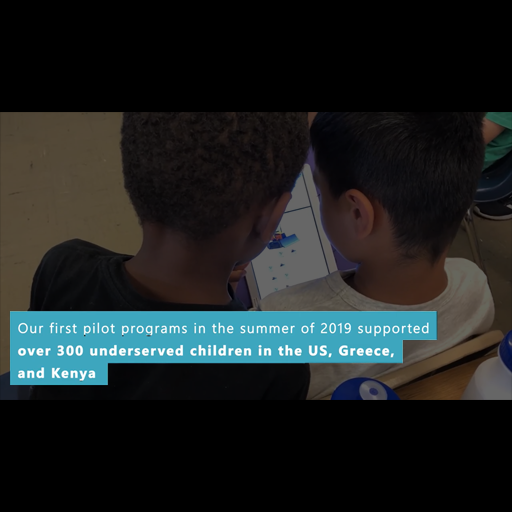 Our first pilot programs in the summer of 2019 supported
over 300 underserved children in the US, Greece,
and Kenya